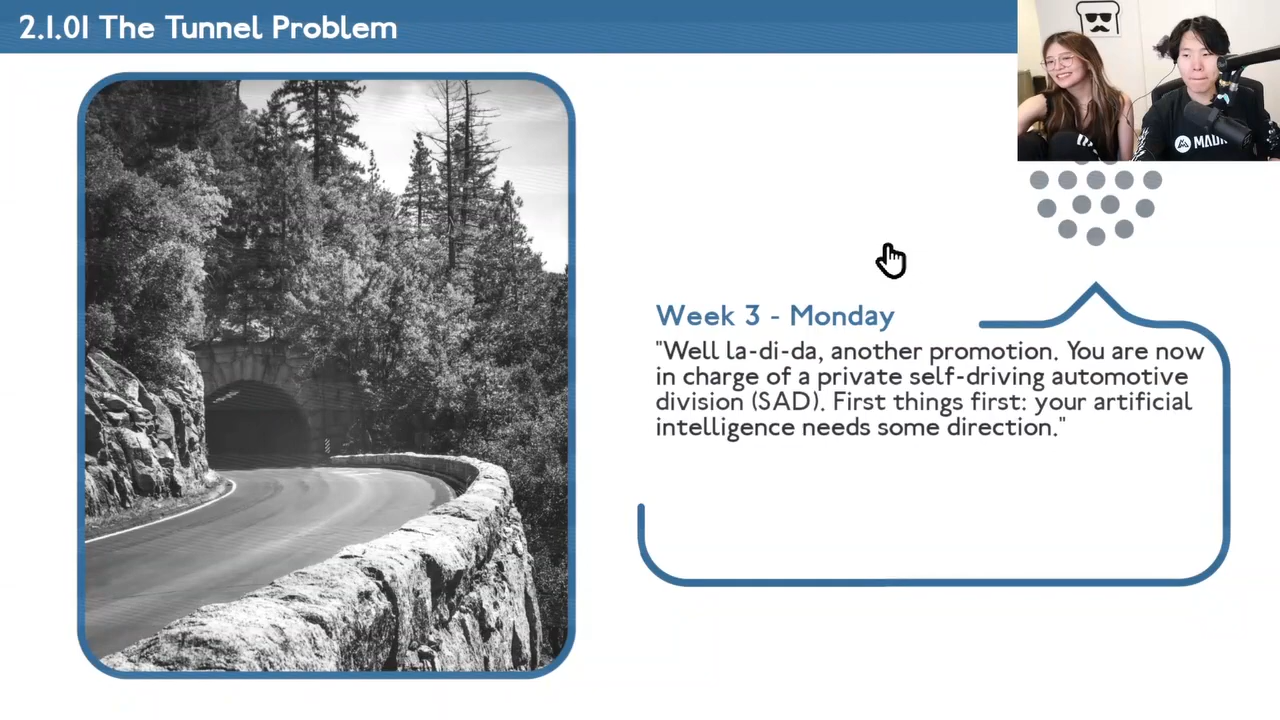 2.1.01 The Tunnel Problem
Week 3 - Monday
"Well la-di-da, another promotion. You are now
in charge of a private self-driving automotive
division (SAD). First things first: your artificial
intelligence needs some direction."